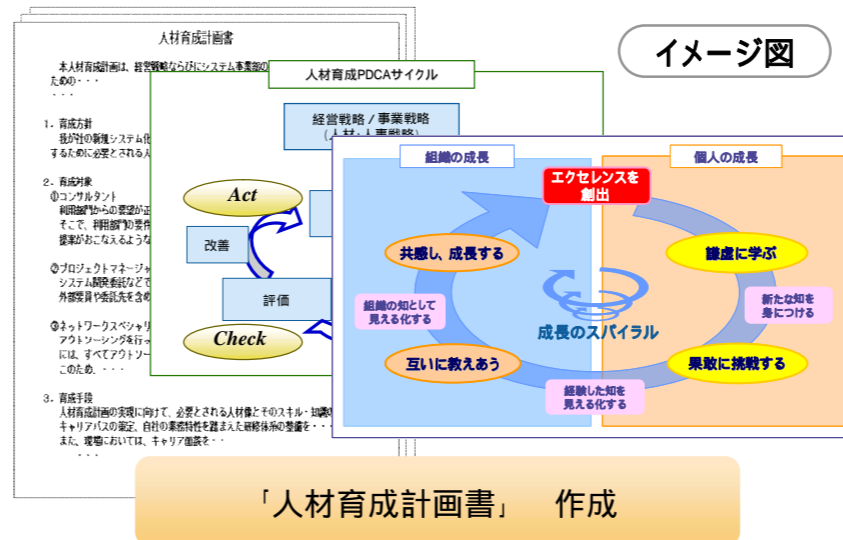 イメージ図
人材育成計画書
本人材育成計画は、経営戦略ならびにシステム事業部の
ための・・・
・・・
1. 育成方針
我が社の新規システム化
するために必要とされる人
2. 育成対象
①コンサルタント
利用部門からの要望が正
そこで、利用部門の要件
提案がおこなえるような
②プロジェクトマネージャ
システム開発委託などで
外部要員や委託先を含め
③ネットワークスペシャリ
アウトソーシングを行っ
には、すべてアウトソー
このため、・・・
3. 育成手段
人材育成計画の実現に向けて、必要とされる人材像とそのスキル・知識の
キャリアパスの策定、自社の業務特性を踏まえた研修体系の整備を・・・
また、現場においては、キャリア面談を・・
・・・
人材育成PDCAサイクル
経営戦略 / 事業戦略
(人材・人事戦略)
Act
改善
評価
Check
組織の成長
個人の成長
エクセレンスを
創出
共感し、成長する
謙虚に学ぶ
組織の知として
見える化する
新たな知を
身につける
成長のスパイラル
互いに教えあう
果敢に挑戦する
経験した知を
見える化する
「人材育成計画書」 作成